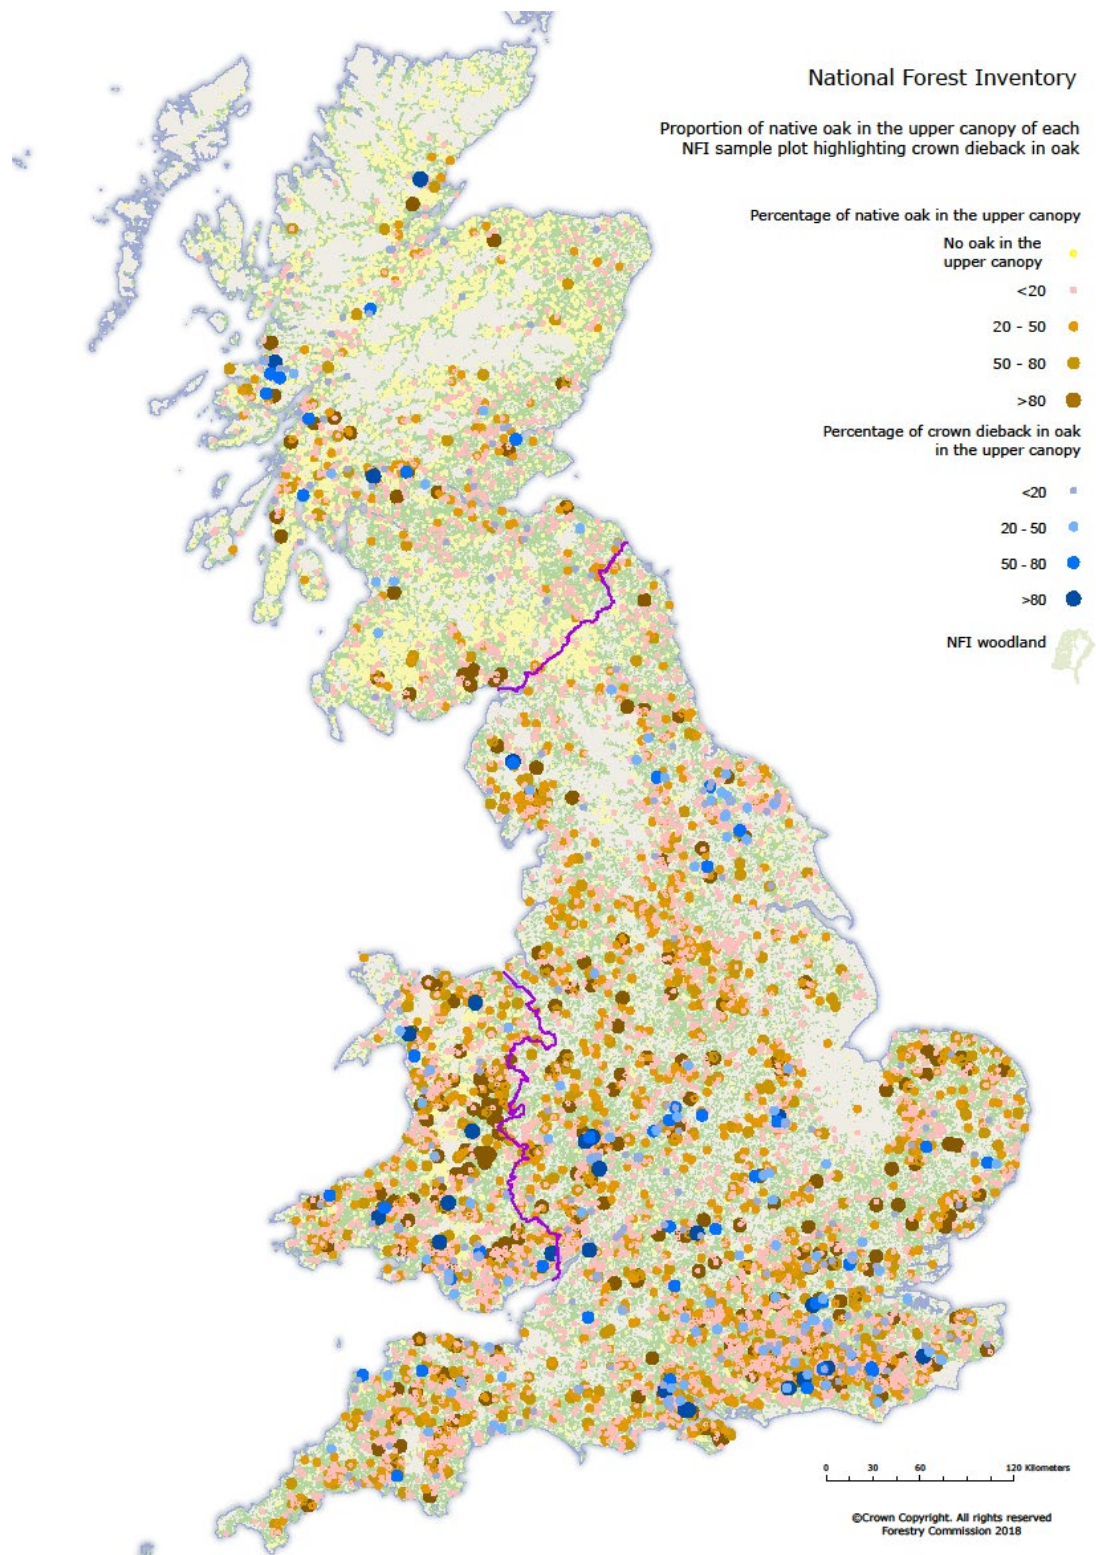 National Forest Inventory
Proportion of native oak in the upper canopy of each
NFI sample plot highlighting crown dieback in oak
Percentage of native oak in the upper canopy
No oak in the
upper canopy
<20
20 - 50
50 - 80
>80
Percentage of crown dieback in oak
in the upper canopy
<20
20 - 50
50 - 80
>80
NFI woodland
0 30 60 120 Kilometers
©Crown Copyright. All rights reserved
Forestry Commission 2018